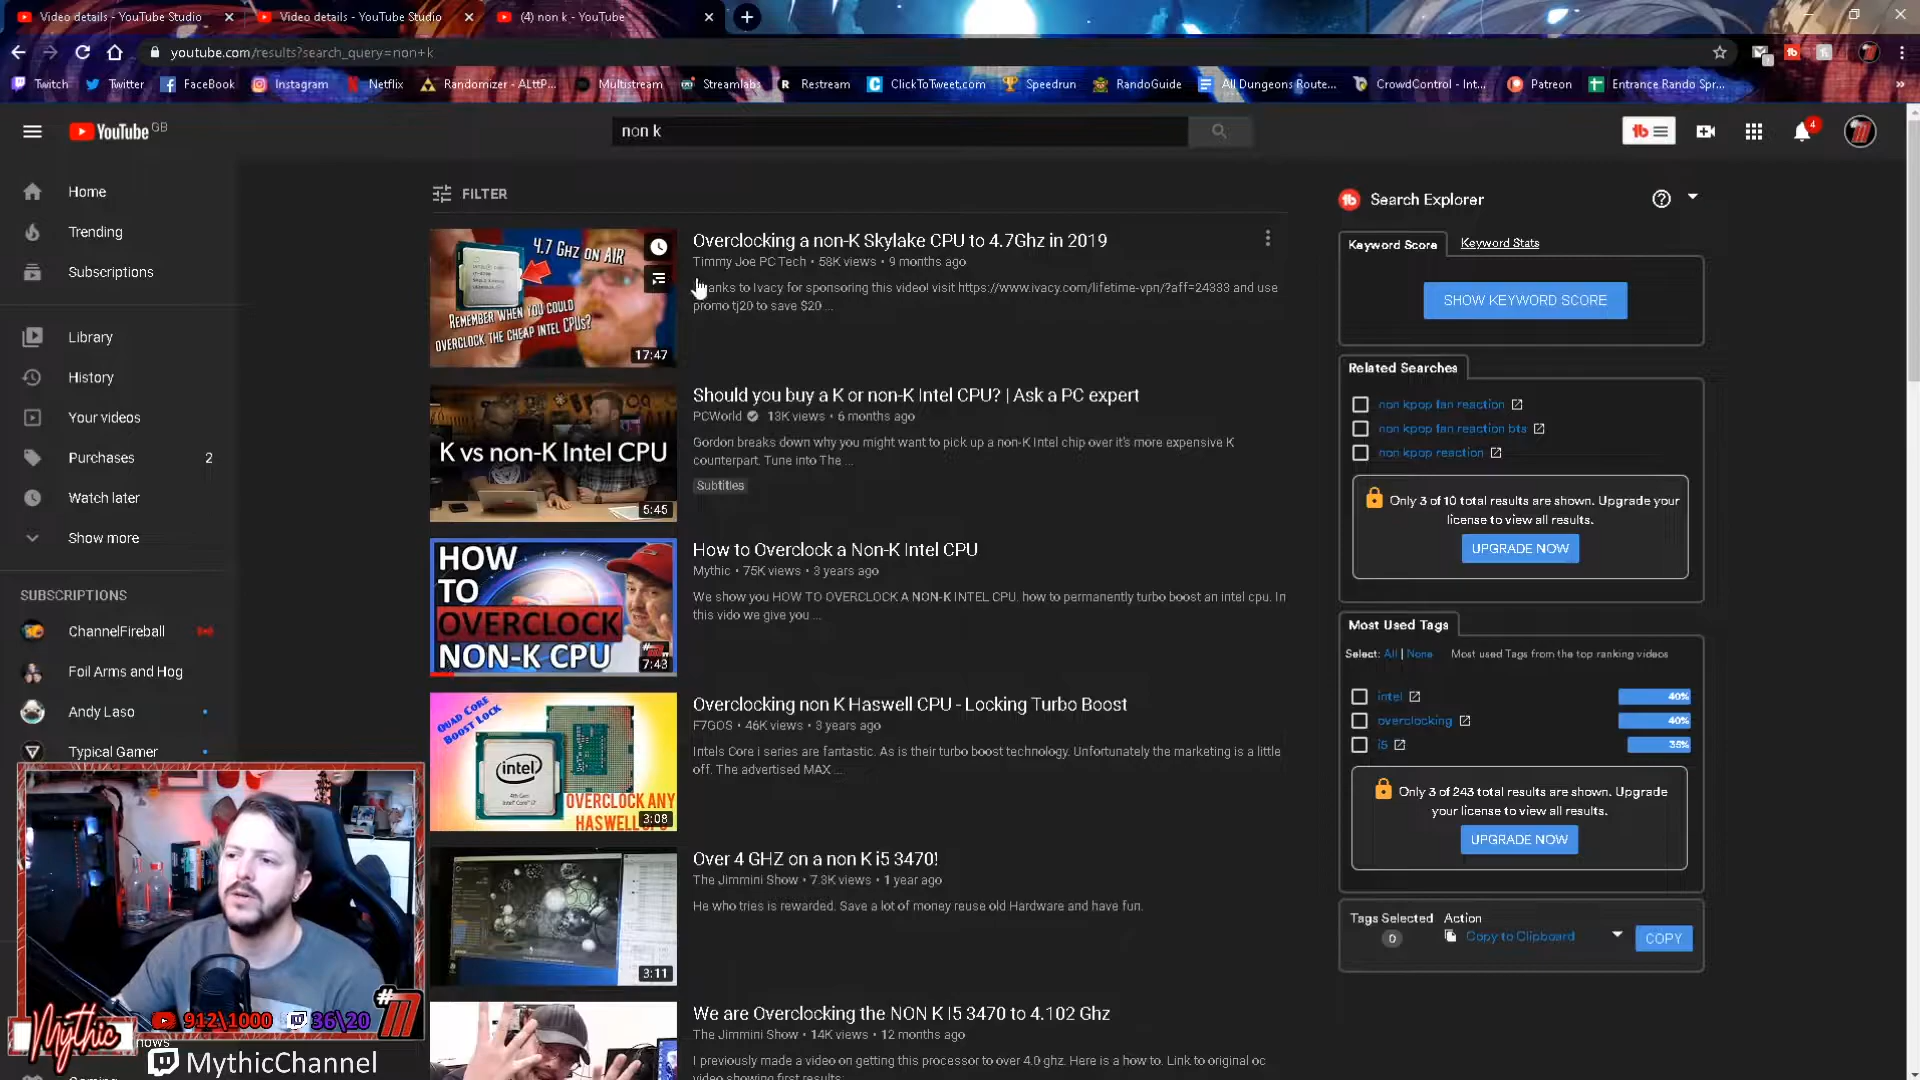 Video details - YouTube Studio
Video details - YouTube Studio
(4) non k - YouTube
youtube.com/results?search_query=non+k
Twitch
Twitter
FaceBook
Instagram
Netflix
Randomizer - ALttP...
Multistream
Streamlabs
Restream
ClickToTweet.com
Speedrun
RandoGuide
All Dungeons Route...
CrowdControl - Int...
Patreon
Entrance Rando Spr...
YouTube GB
non k
4
Home
Trending
Subscriptions
Library
History
Your videos
Purchases 2
Watch later
Show more
SUBSCRIPTIONS
ChannelFireball
Foil Arms and Hog
Andy Laso
Typical Gamer
FILTER
4.7 GHZ ON AIR
REMEMBER WHEN YOU COULD
OVERCLOCK THE CHEAP INTEL CPUs?
17:47
Overclocking a non-K Skylake CPU to 4.7Ghz in 2019
Timmy Joe PC Tech • 58K views • 9 months ago
anks to Ivacy for sponsoring this video! visit https://www.ivacy.com/lifetime-vpn/?aff=24333 and use
promo tj20 to save $20 ...
K vs non-K Intel CPU
5:45
Should you buy a K or non-K Intel CPU? | Ask a PC expert
PCWorld 13K views • 6 months ago
Gordon breaks down why you might want to pick up a non-K Intel chip over it's more expensive K
counterpart. Tune into The ...
Subtitles
HOW
TO
OVERCLOCK
NON-K CPU
7:43
How to Overclock a Non-K Intel CPU
Mythic • 75K views • 3 years ago
We show you HOW TO OVERCLOCK A NON-K INTEL CPU. how to permanently turbo boost an intel cpu. In
this vido we give you ...
QUAD CORE
BOOST LOCK
intel
OVERCLOCK ANY
HASWELL CPU
3:08
Overclocking non K Haswell CPU - Locking Turbo Boost
F7GOS • 46K views • 3 years ago
Intels Core i series are fantastic. As is their turbo boost technology. Unfortunately the marketing is a little
off. The advertised MAX ...
3:11
Over 4 GHZ on a non K i5 3470!
The Jimmini Show • 7.3K views • 1 year ago
He who tries is rewarded. Save a lot of money reuse old Hardware and have fun.
We are Overclocking the NON K I5 3470 to 4.102 Ghz
The Jimmini Show • 14K views • 12 months ago
I previously made a video on getting this processor to over 4.0 ghz. Here is a how to. Link to original oc
video showing first results:
Search Explorer
Keyword Score Keyword Stats
SHOW KEYWORD SCORE
Related Searches
non kpop fan reaction
non kpop fan reaction bts
non kpop reaction
Only 3 of 10 total results are shown. Upgrade your
license to view all results.
UPGRADE NOW
Most Used Tags
Select: All | None Most used Tags from the top ranking videos
intel 40%
overclocking 40%
i5 35%
Only 3 of 243 total results are shown. Upgrade
your license to view all results.
UPGRADE NOW
Tags Selected Action
0 Copy to Clipboard COPY
Mythic
912\1000
36\20
MythicChannel